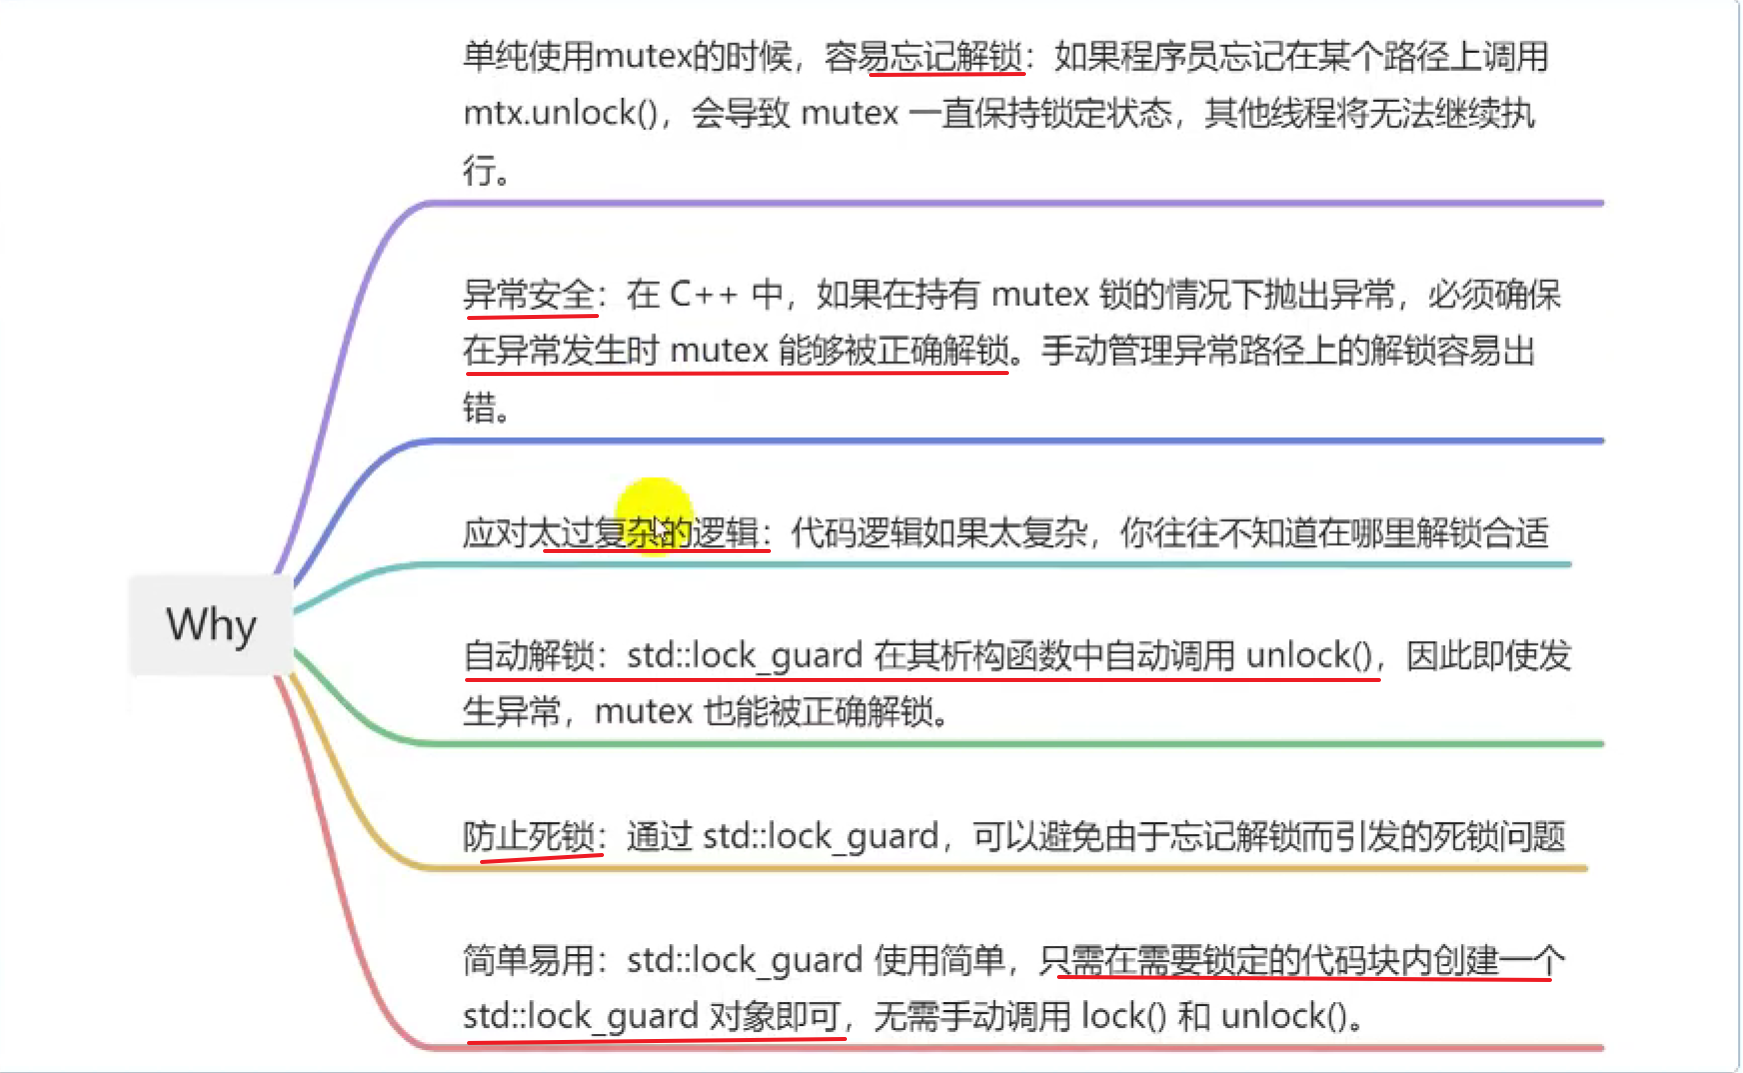 单纯使用mutex的时候，容易忘记解锁：如果程序员忘记在某个路径上调用
mtx.unlock()，会导致 mutex 一直保持锁定状态，其他线程将无法继续执
行。
异常安全：在 C++ 中，如果在持有 mutex 锁的情况下抛出异常，必须确保
在异常发生时 mutex 能够被正确解锁。手动管理异常路径上的解锁容易出
错。
应对太过复杂的逻辑：代码逻辑如果太复杂，你往往不知道在哪里解锁合适
Why
自动解锁：std::lock_guard 在其析构函数中自动调用 unlock()，因此即使发
生异常，mutex 也能被正确解锁。
防止死锁：通过 std::lock_guard，可以避免由于忘记解锁而引发的死锁问题
简单易用：std::lock_guard 使用简单，只需在需要锁定的代码块内创建一个
std::lock_guard 对象即可，无需手动调用 lock() 和 unlock()。